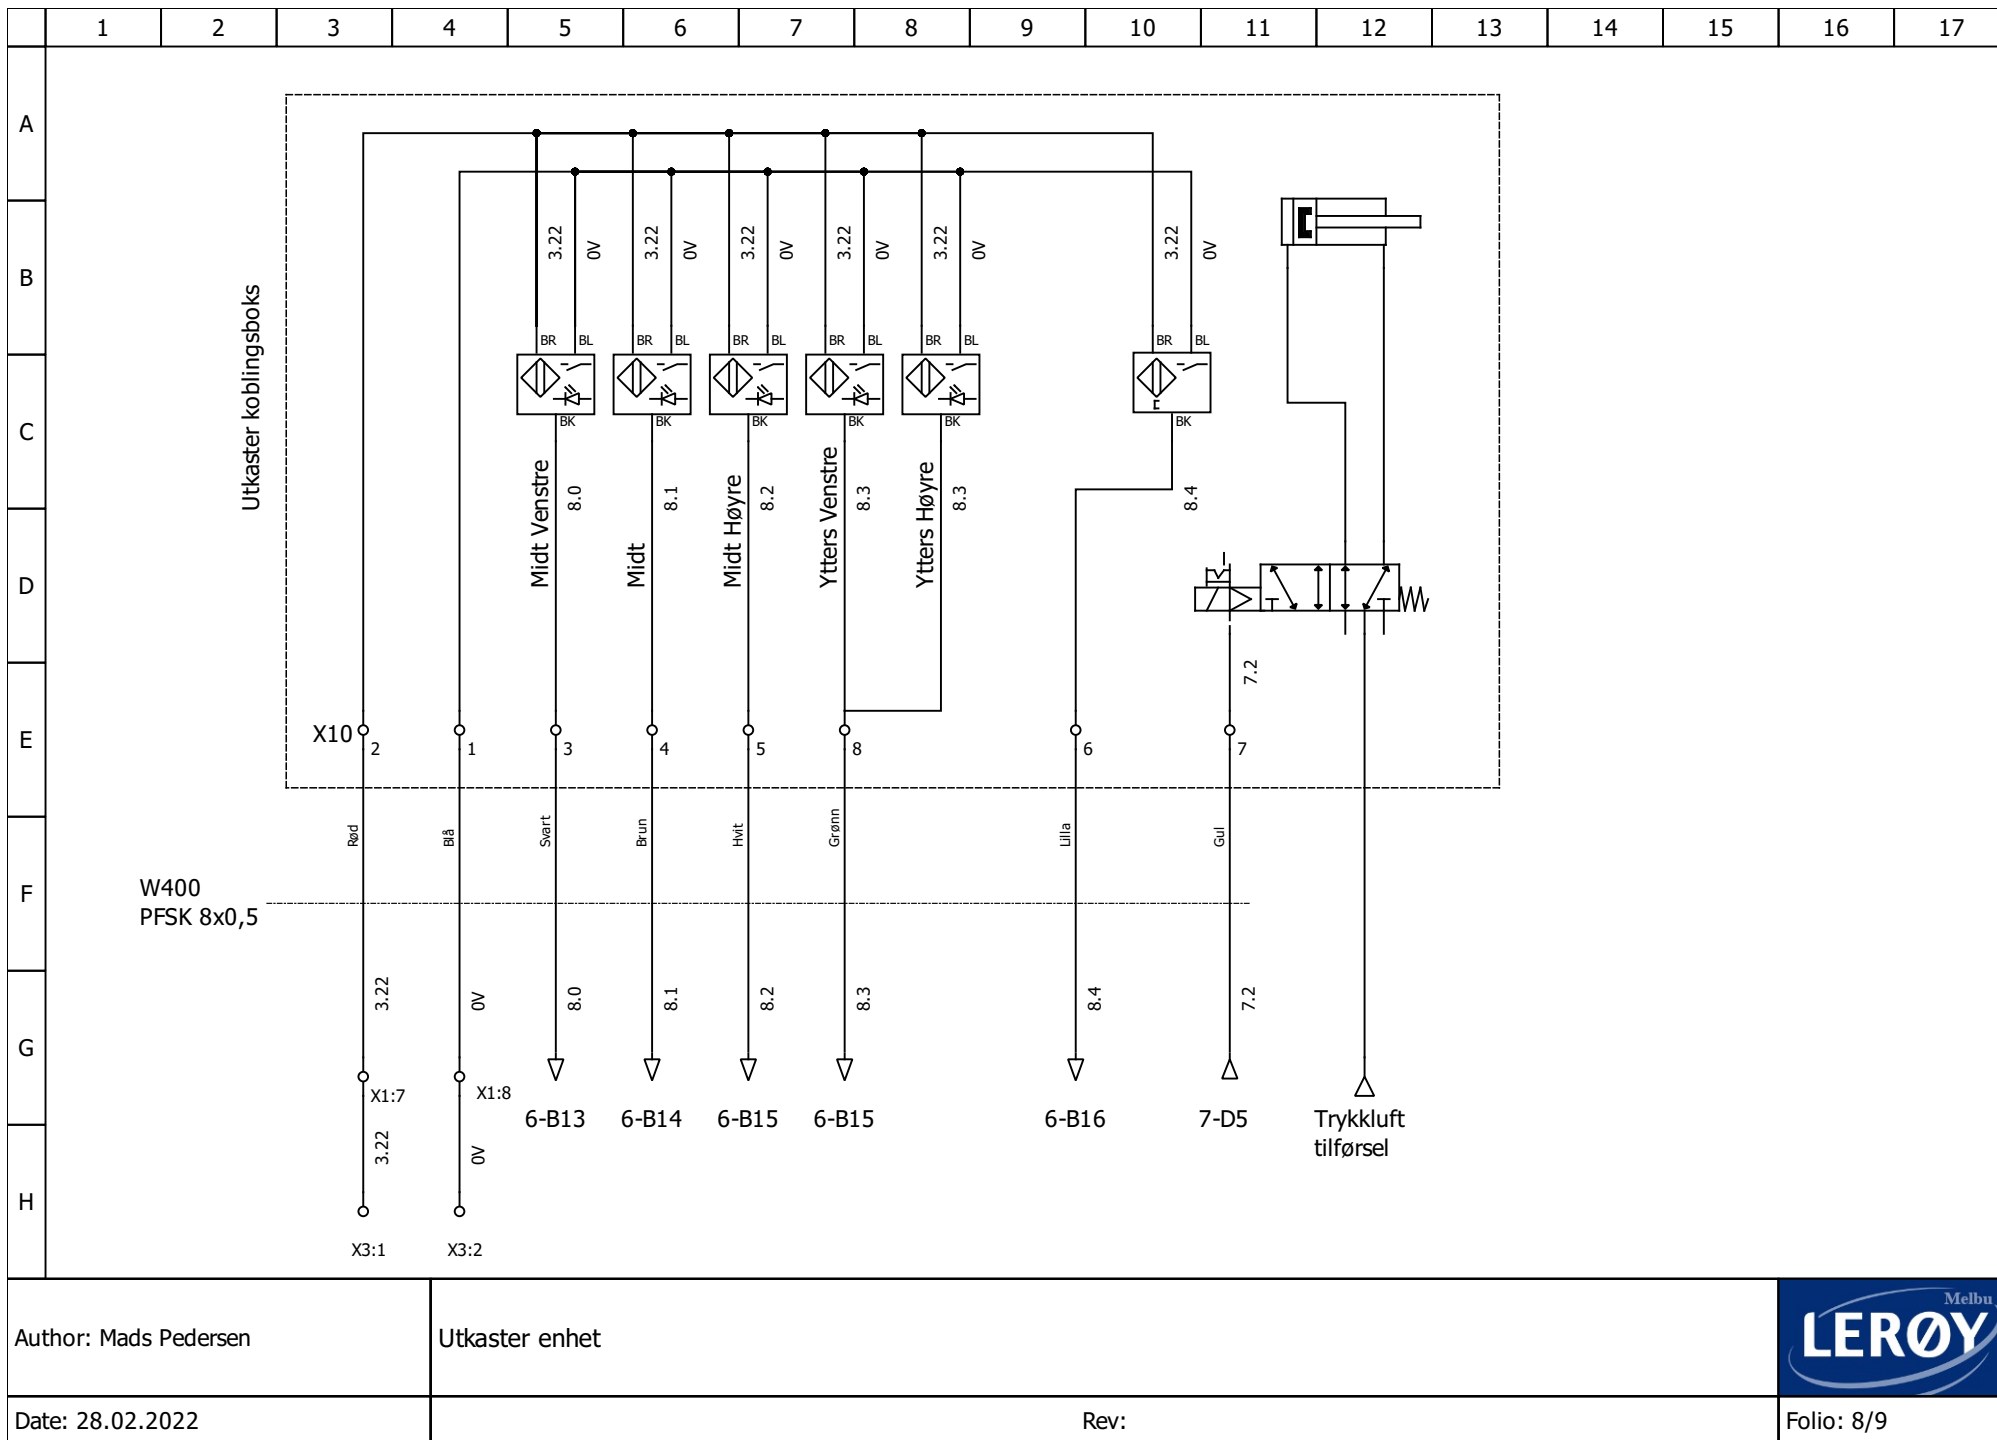 1 2 3 4 5 6 7 8 9 10 11 12 13 14 15 16 17
A
B
C
D
E
F
G
H
Utkaster koblingsboks
3.22 0V 3.22 0V 3.22 0V 3.22 0V 3.22 0V 3.22 0V
BR BL BR BL BR BL BR BL BR BL BR BL
BK BK BK BK BK BK
Midt Venstre 8.0 Midt 8.1 Midt Høyre 8.2 Ytters Venstre 8.3 Ytters Høyre 8.3 8.4
7.2
X10 2 1 3 4 5 8 6 7
Rød Blå Svart Brun Hvit Grønn Lilla Gul
W400
PFSK 8x0,5
3.22 0V 8.0 8.1 8.2 8.3 8.4 7.2
X1:7 X1:8
6-B13 6-B14 6-B15 6-B15 6-B16 7-D5 Trykkluft
tilførsel
3.22 0V
X3:1 X3:2
Author: Mads Pedersen
Utkaster enhet
Melbu
LERØY
Date: 28.02.2022
Rev:
Folio: 8/9